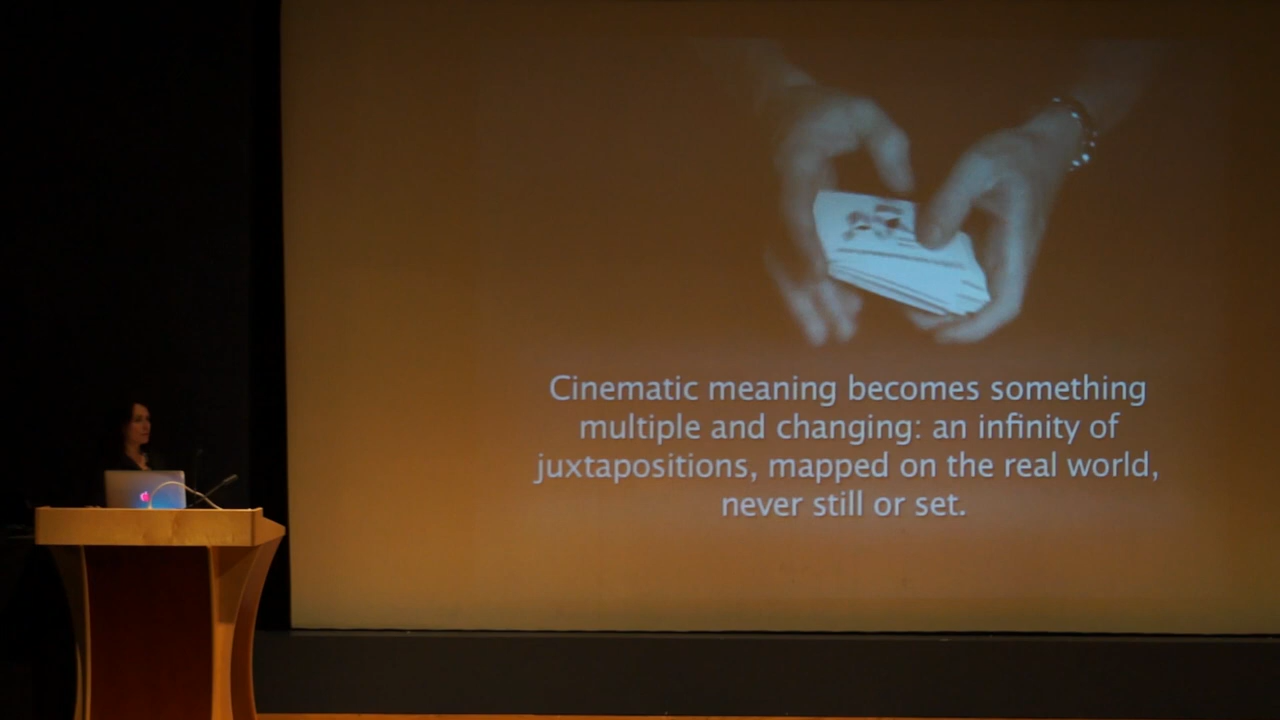 Cinematic meaning becomes something
multiple and changing: an infinity of
juxtapositions, mapped on the real world,
never still or set.